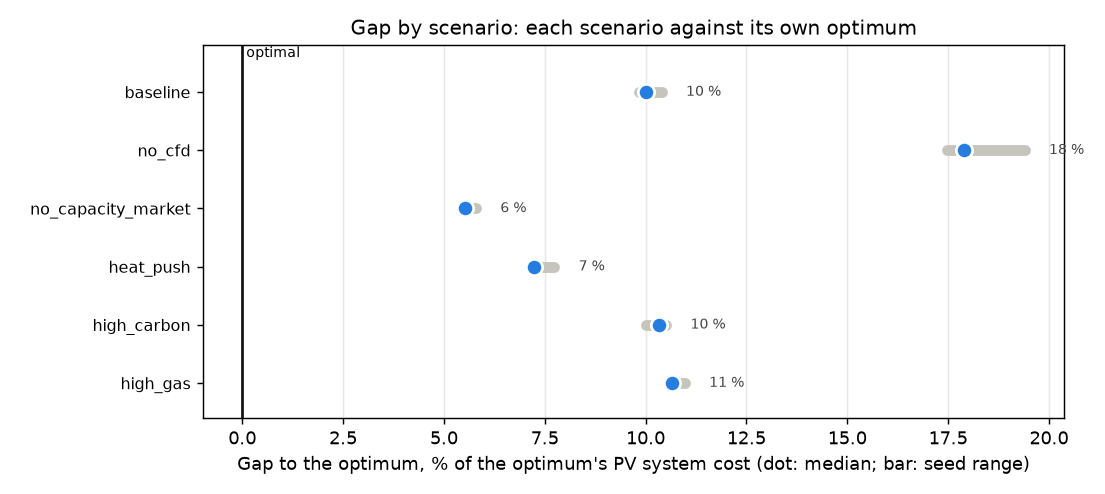 Gap by scenario: each scenario against its own optimum
optimal
baseline
10 %
no_cfd
18 %
no_capacity_market
6 %
heat_push
7 %
high_carbon
10 %
high_gas
11 %
0.0 2.5 5.0 7.5 10.0 12.5 15.0 17.5 20.0
Gap to the optimum, % of the optimum's PV system cost (dot: median; bar: seed range)